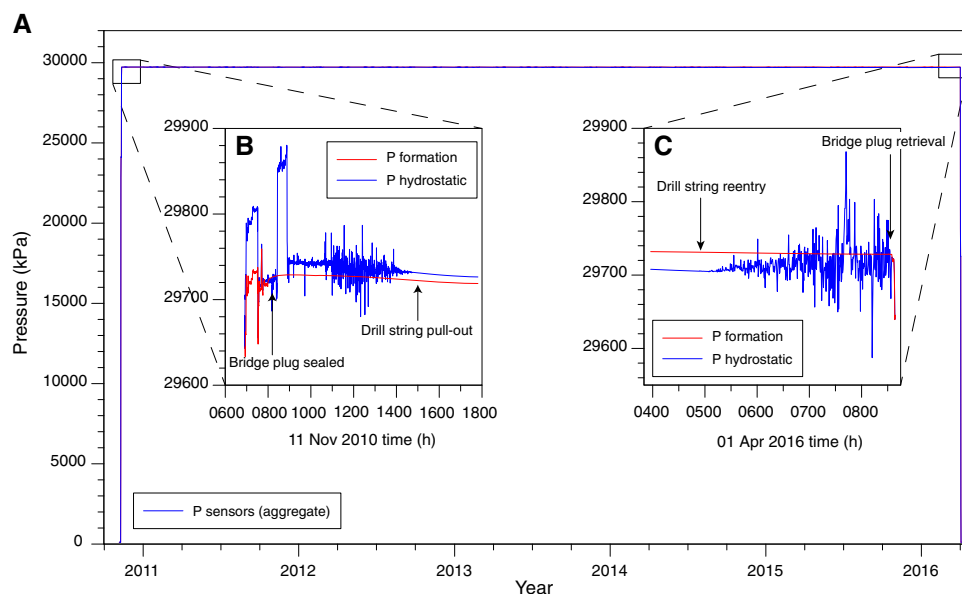 A
Pressure (kPa)
30000
25000
20000
15000
10000
5000
0
2011
2012
2013
2014
2015
2016
Year
P sensors (aggregate)
B
29900
29800
29700
29600
P formation
P hydrostatic
Bridge plug sealed
Drill string pull-out
0600 0800 1000 1200 1400 1600 1800
11 Nov 2010 time (h)
C
29900
29800
29700
29600
Bridge plug retrieval
Drill string reentry
P formation
P hydrostatic
0400 0500 0600 0700 0800
01 Apr 2016 time (h)